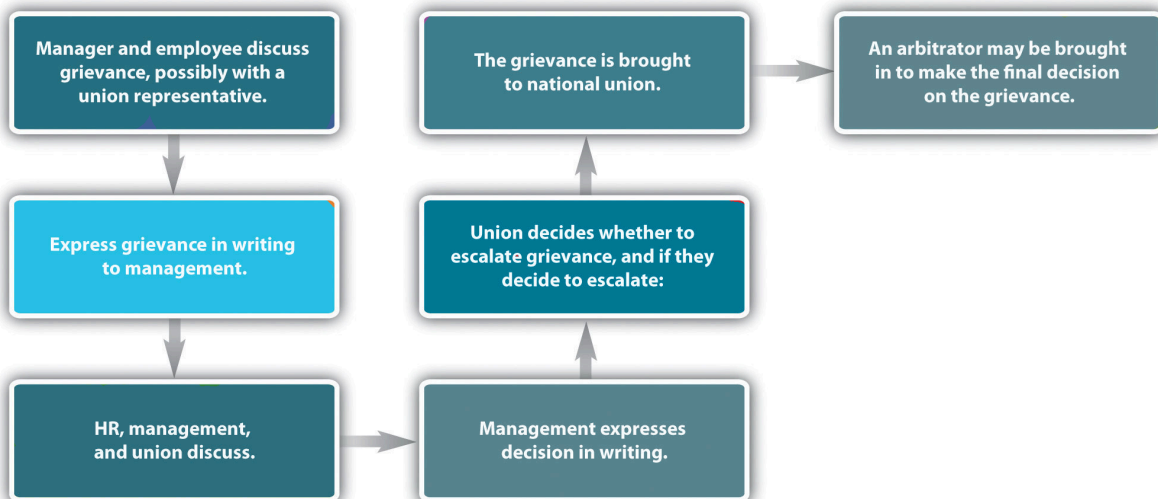 Manager and employee discuss
grievance, possibly with a
union representative.
Express grievance in writing
to management.
HR, management,
and union discuss.
Management expresses
decision in writing.
Union decides whether to
escalate grievance, and if they
decide to escalate:
The grievance is brought
to national union.
An arbitrator may be brought
in to make the final decision
on the grievance.